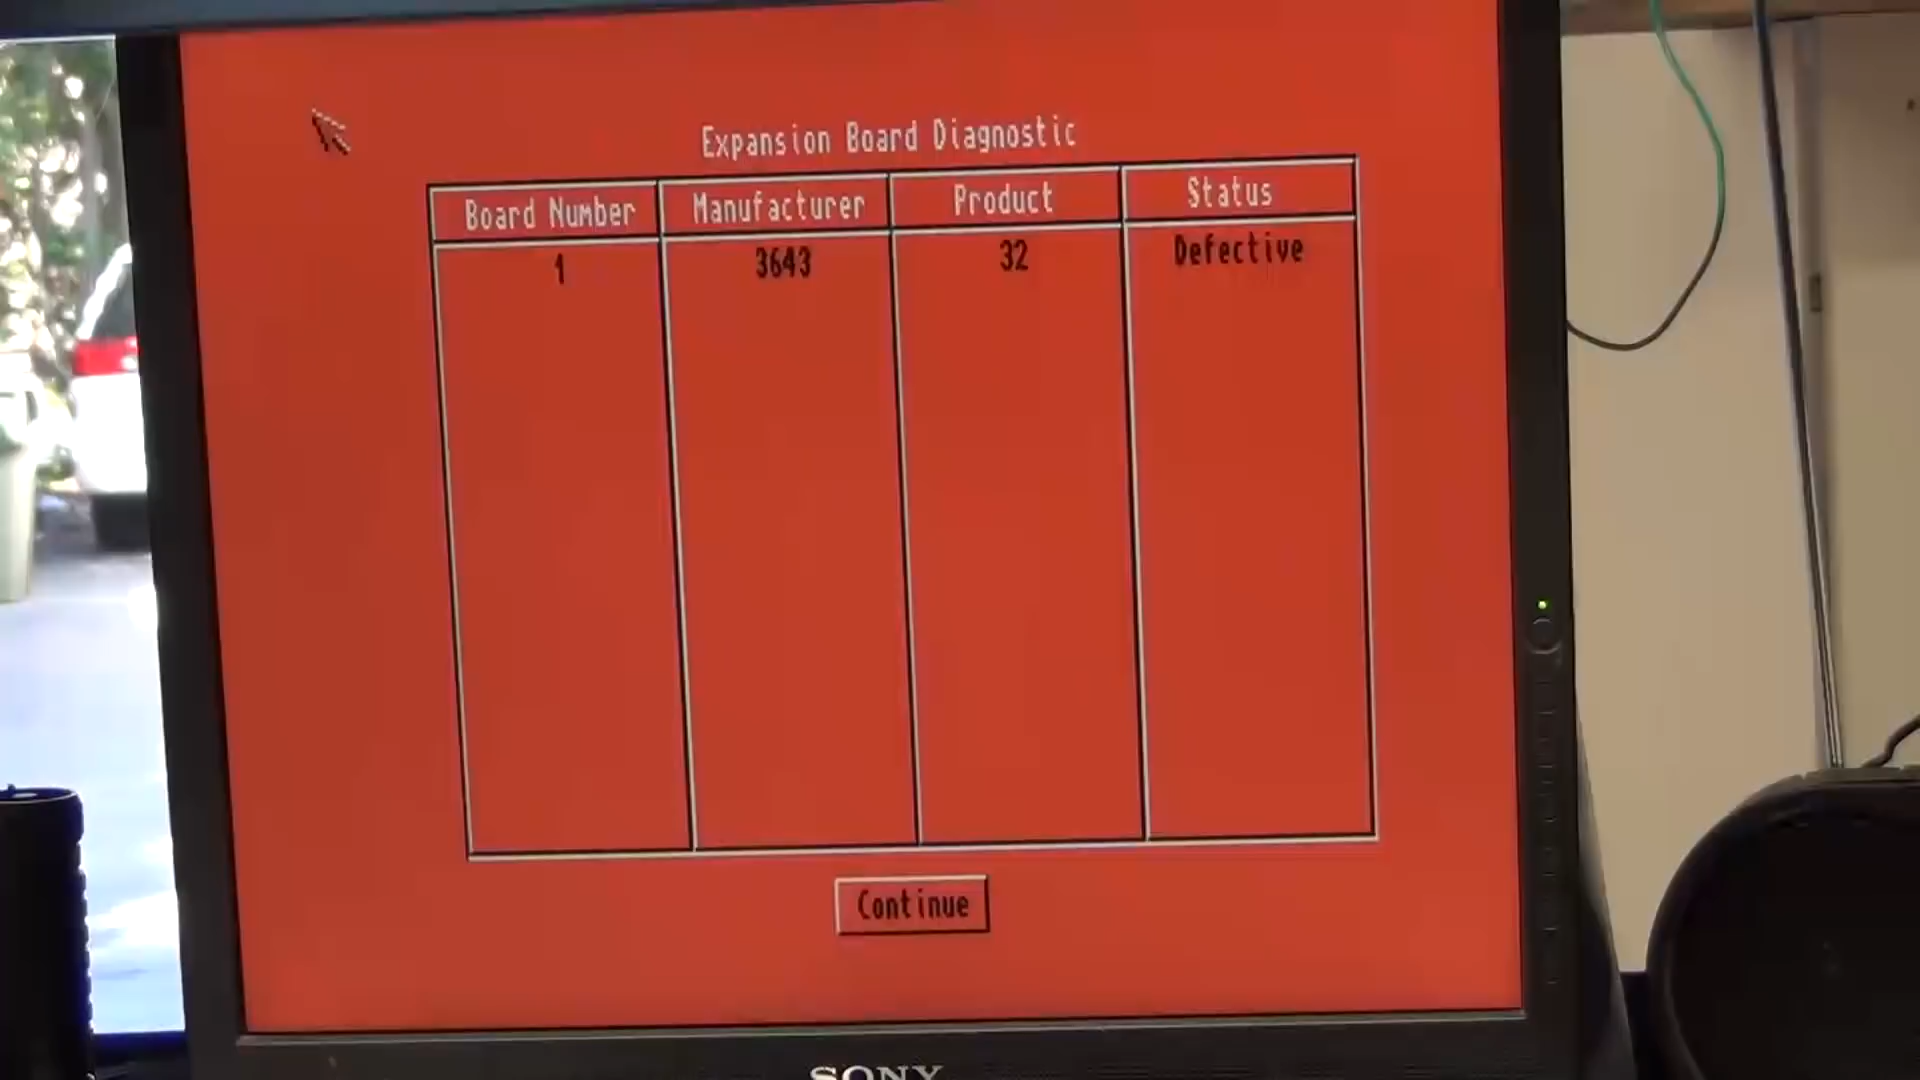 Expansion Board Diagnostic
Board Number Manufacturer Product Status
1 3643 32 Defective
Continue
SONY